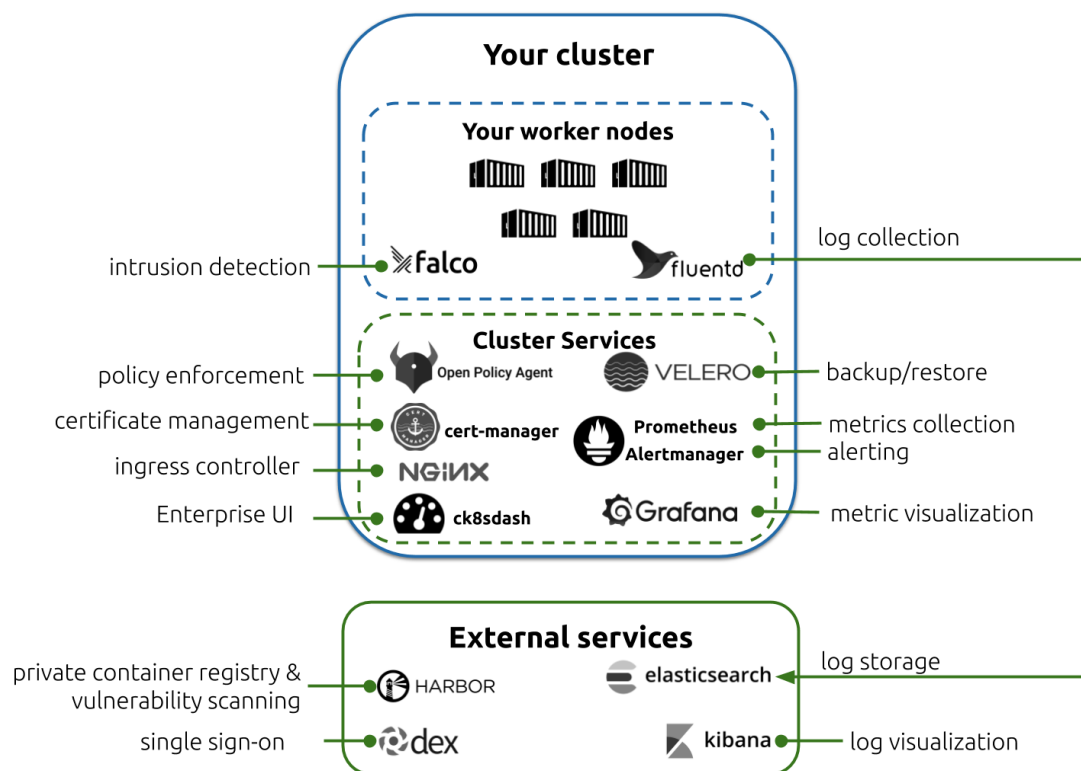 Your cluster
Your worker nodes
intrusion detection
falco
fluentd
log collection
Cluster Services
policy enforcement
Open Policy Agent
VELERO
backup/restore
certificate management
cert-manager
Prometheus
metrics collection
Alertmanager
alerting
ingress controller
NGINX
Enterprise UI
ck8sdash
Grafana
metric visualization
External services
private container registry &
vulnerability scanning
HARBOR
elasticsearch
log storage
single sign-on
dex
kibana
log visualization